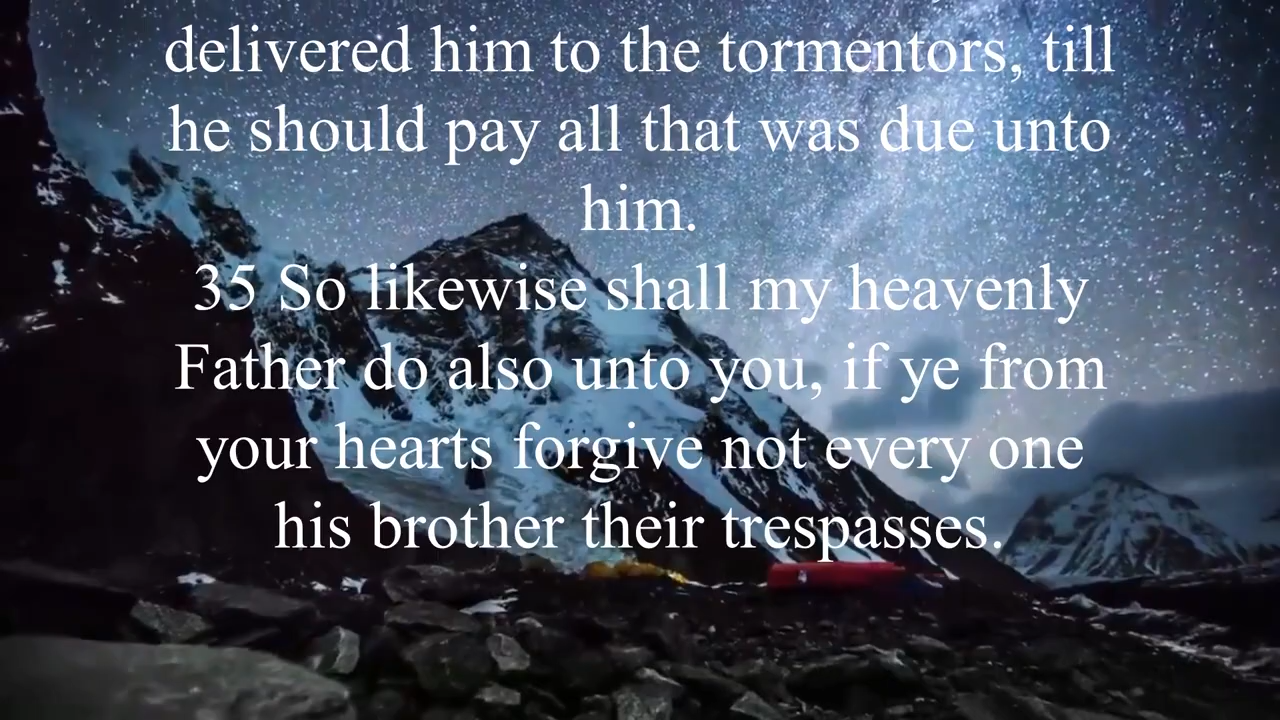 delivered him to the tormentors, till
he should pay all that was due unto
him.
35 So likewise shall my heavenly
Father do also unto you, if ye from
your hearts forgive not every one
his brother their trespasses.